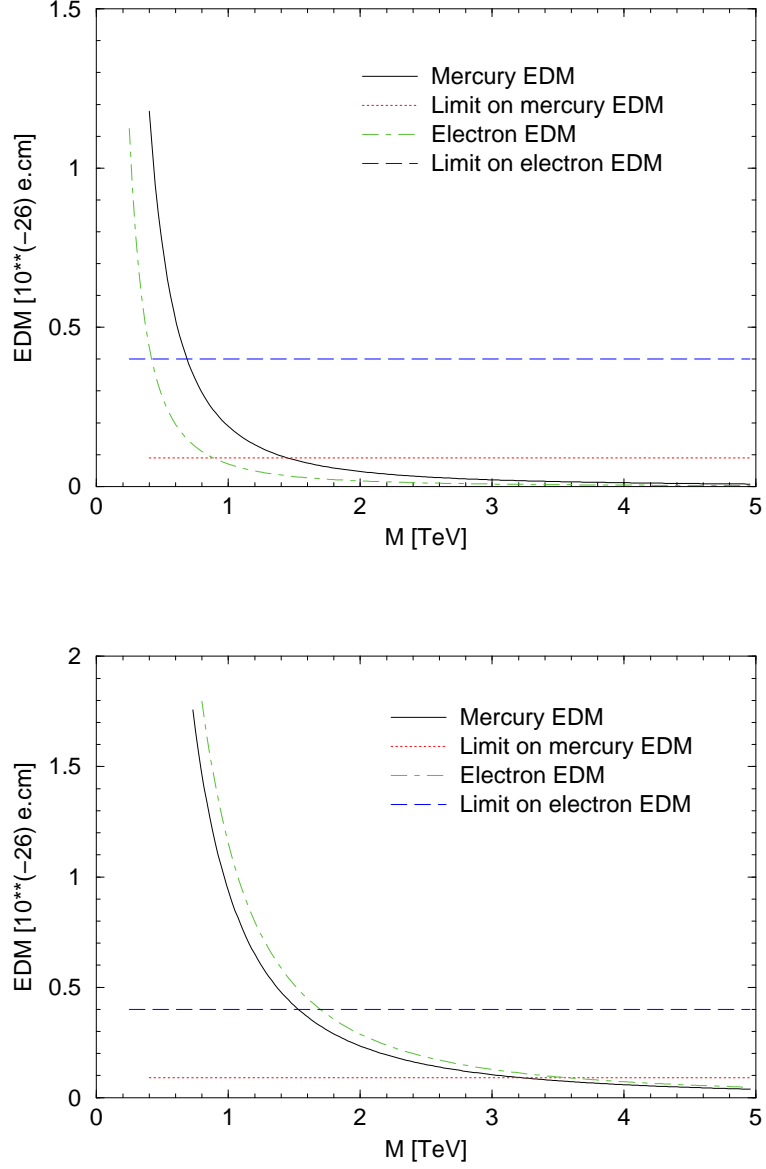 1.5
Mercury EDM
Limit on mercury EDM
Electron EDM
Limit on electron EDM
1
EDM [10**(−26) e.cm]
0.5
0
0 1 2 3 4 5
M [TeV]
2
Mercury EDM
Limit on mercury EDM
Electron EDM
Limit on electron EDM
1.5
EDM [10**(−26) e.cm]
1
0.5
0
0 1 2 3 4 5
M [TeV]